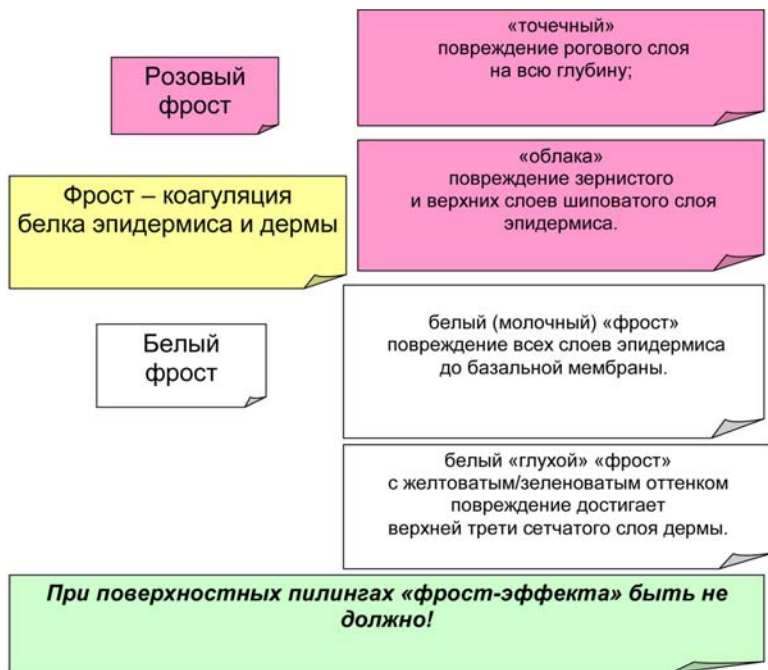 Розовый
фрост
«точечный»
повреждение рогового слоя
на всю глубину;
«облака»
повреждение зернистого
и верхних слоев шиповатого слоя
эпидермиса.
Фрост – коагуляция
белка эпидермиса и дермы
Белый
фрост
белый (молочный) «фрост»
повреждение всех слоев эпидермиса
до базальной мембраны.
белый «глухой» «фрост»
с желтоватым/зеленоватым оттенком
повреждение достигает
верхней трети сетчатого слоя дермы.
При поверхностных пилингах «фрост-эффекта» быть не
должно!